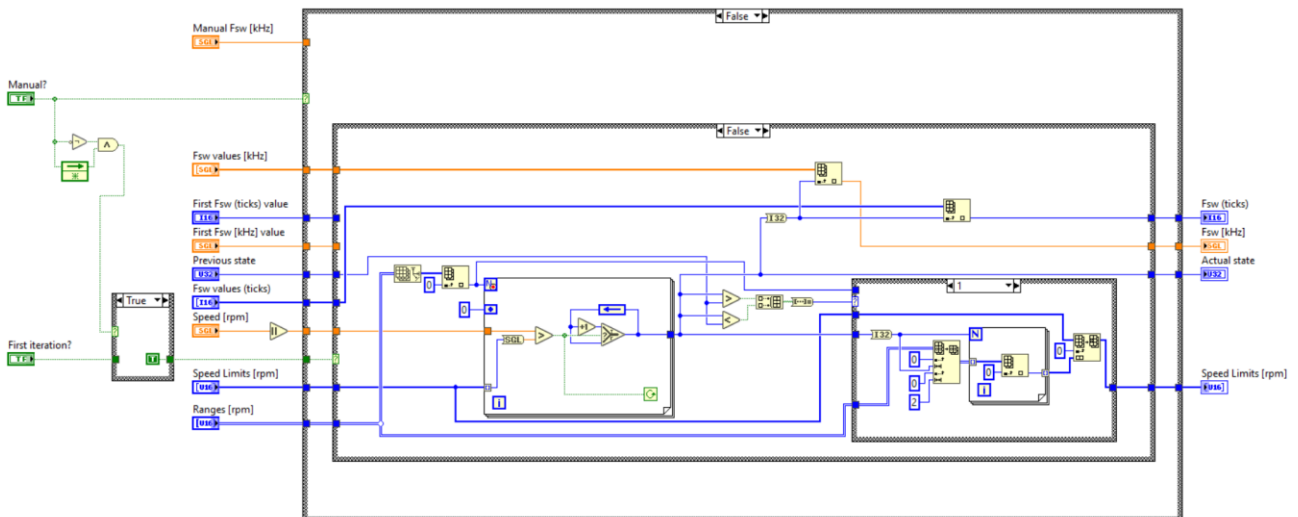 False
Manual Fsw [kHz]
SGL
Manual?
TF
False
Fsw values [kHz]
SGL
First Fsw (ticks) value
I16
I32
Fsw (ticks)
I16
First Fsw [kHz] value
SGL
Fsw [kHz]
SGL
Previous state
U32
Actual state
U32
Fsw values (ticks)
I16
0
N
1
True
0
Speed [rpm]
SGL
+1
SGL
>
>
<
I32
N
First iteration?
TF
T
0
0
0
0
2
Speed Limits [rpm]
U16
i
i
Speed Limits [rpm]
U16
Ranges [rpm]
U16